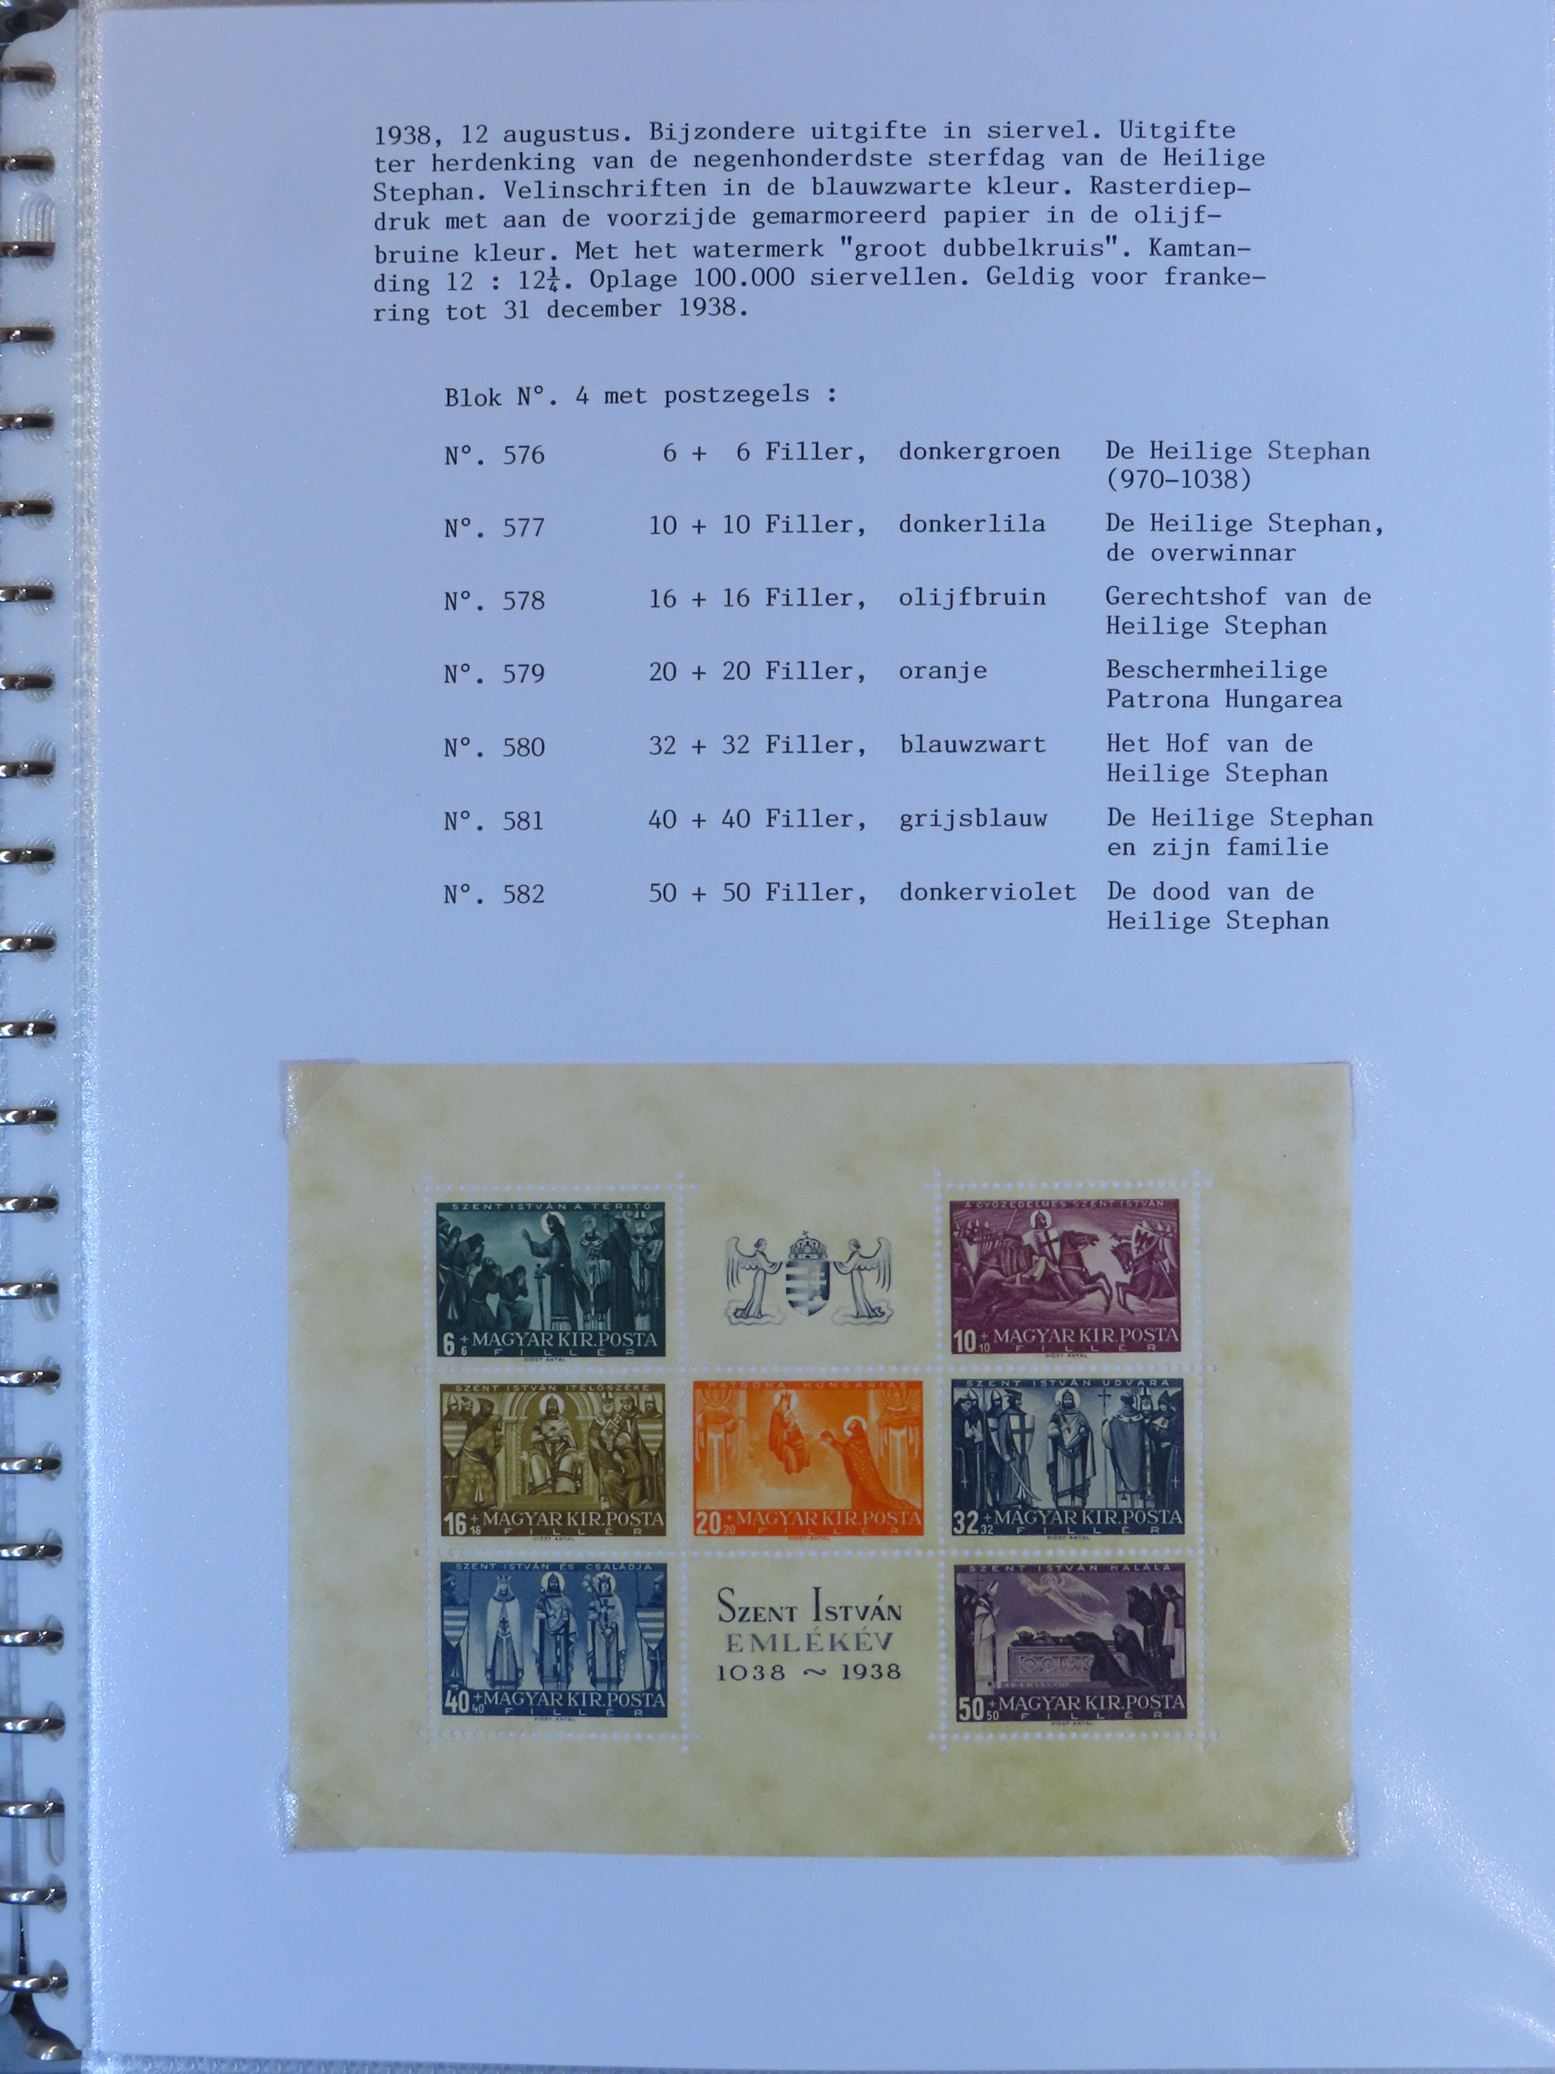 1938, 12 augustus. Bijzondere uitgifte in siervel. Uitgifte
ter herdenking van de negenhonderdste sterfdag van de Heilige
Stephan. Velinschriften in de blauwzwarte kleur. Rasterdiep-
druk met aan de voorzijde gemarmoreerd papier in de olijf-
bruine kleur. Met het watermerk "groot dubbelkruis". Kamtan-
ding 12 : 12¼. Oplage 100.000 siervellen. Geldig voor franke-
ring tot 31 december 1938.
Blok N°. 4 met postzegels :
N°. 576 6 + 6 Filler, donkergroen De Heilige Stephan
(970-1038)
N°. 577 10 + 10 Filler, donkerlila De Heilige Stephan,
de overwinnar
N°. 578 16 + 16 Filler, olijfbruin Gerechtshof van de
Heilige Stephan
N°. 579 20 + 20 Filler, oranje Beschermheilige
Patrona Hungarea
N°. 580 32 + 32 Filler, blauwzwart Het Hof van de
Heilige Stephan
N°. 581 40 + 40 Filler, grijsblauw De Heilige Stephan
en zijn familie
N°. 582 50 + 50 Filler, donkerviolet De dood van de
Heilige Stephan
SZENT ISTVÁN A TÉRITŐ
6 + 6 MAGYAR KIR. POSTA
FILLÉR
A GYŐZEDELMES SZENT ISTVÁN
10 + 10 MAGYAR KIR. POSTA
FILLÉR
SZENT ISTVÁN ITÉLŐSZÉKE
16 + 16 MAGYAR KIR. POSTA
FILLÉR
PATRONA HUNGARIAE
20 + 20 MAGYAR KIR. POSTA
FILLÉR
SZENT ISTVÁN UDVARA
32 + 32 MAGYAR KIR. POSTA
FILLÉR
SZENT ISTVÁN ÉS CSALÁDJA
40 + 40 MAGYAR KIR. POSTA
FILLÉR
SZENT ISTVÁN
EMLÉKÉV
1038 ~ 1938
SZENT ISTVÁN HALÁLA
50 + 50 MAGYAR KIR. POSTA
FILLÉR